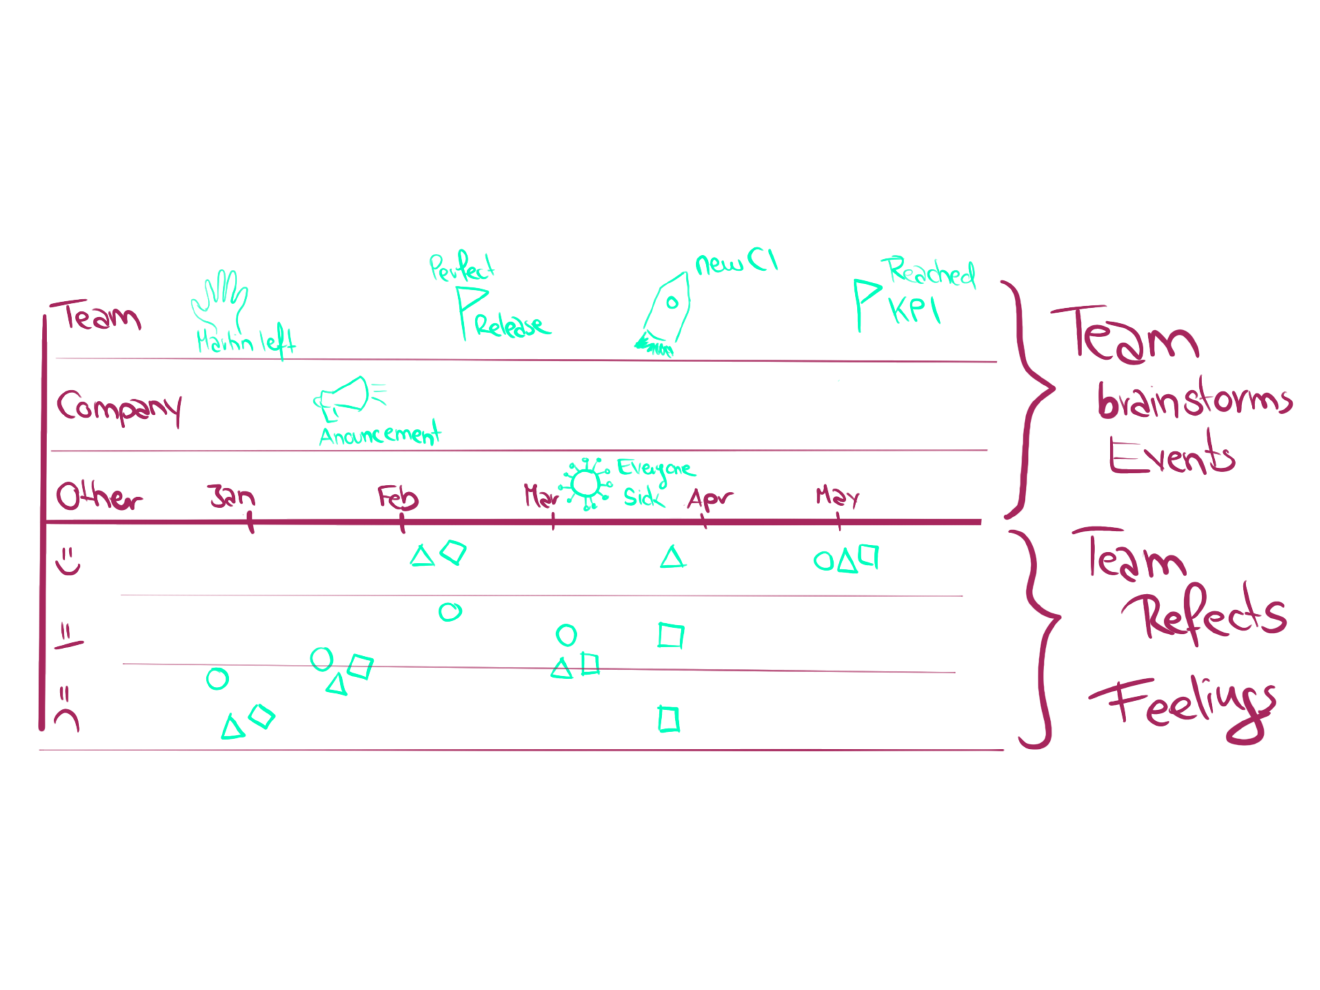 Perfect
Release
new CI
Reached
KPI
Team
Martin left
Company
Anouncement
Everyone
Sick
Other
Jan
Feb
Mar
Apr
May
=)
=|
=(
Team
brainstorms
Events
Team
Refects
Feelings